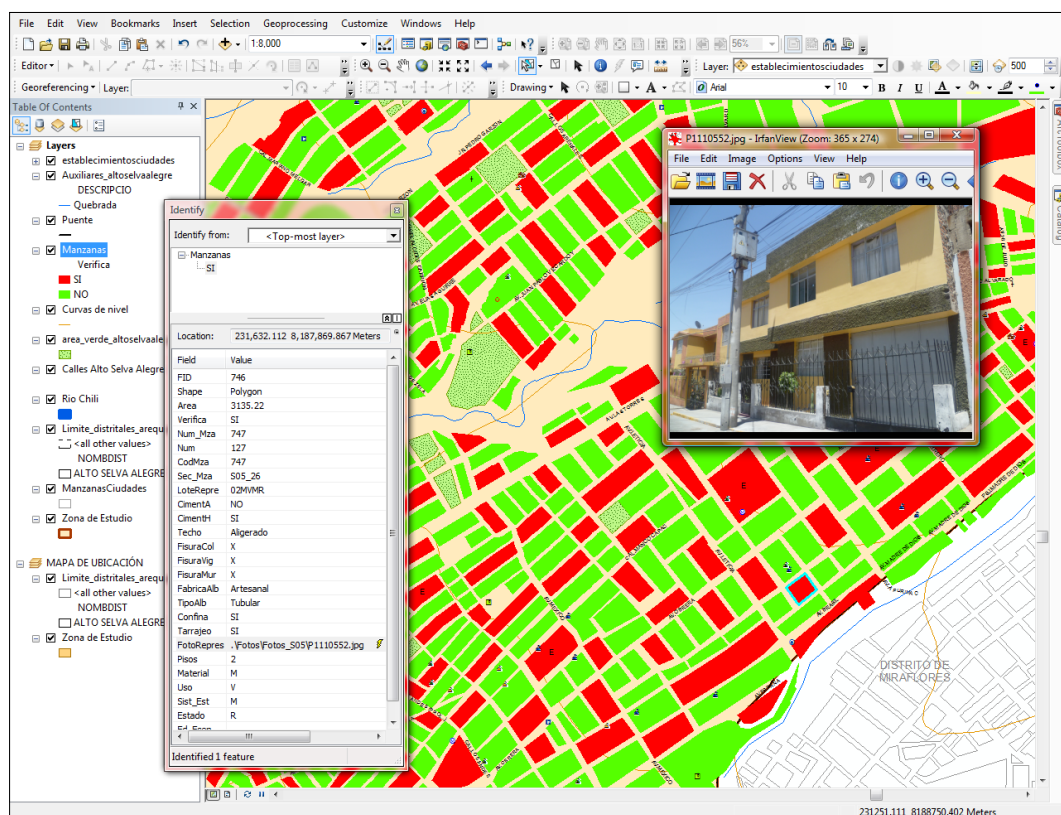 File Edit View Bookmarks Insert Selection Geoprocessing Customize Windows Help
1:8,000
56%
Editor
Layer: establecimientosciudades
500
Georeferencing Layer:
Drawing
Arial
10
B I U A
Table Of Contents
Layers
establecimientosciudades
Auxiliares_altoselvaalegre
DESCRIPCIO
Quebrada
Puente
Manzanas
Verifica
SI
NO
Curvas de nivel
area_verde_altoselvaale
Calles Alto Selva Alegre
Rio Chili
Limite_distritales_arequ
<all other values>
NOMBDIST
ALTO SELVA ALEGRE
ManzanasCiudades
Zona de Estudio
MAPA DE UBICACIÓN
Limite_distritales_arequ
<all other values>
NOMBDIST
ALTO SELVA ALEGRE
Zona de Estudio
Identify
Identify from: <Top-most layer>
Manzanas
SI
Location: 231,632.112 8,187,869.867 Meters
Field Value
FID 746
Shape Polygon
Area 3135.22
Verifica SI
Num_Mza 747
Num 127
CodMza 747
Sec_Mza S05_26
LoteRepre 02MVMR
CimentA NO
CimentH SI
Techo Aligerado
FisuraCol X
FisuraVig X
FisuraMur X
FabricaAlb Artesanal
TipoAlb Tubular
Confina SI
Tarrajeo SI
FotoRepres .\Fotos\Fotos_S05\P1110552.jpg
Pisos 2
Material M
Uso V
Sist_Est M
Estado R
Identified 1 feature
P1110552.jpg - IrfanView (Zoom: 365 x 274)
File Edit Image Options View Help
DISTRITO DE
MIRAFLORES
231251.111 8188750.402 Meters